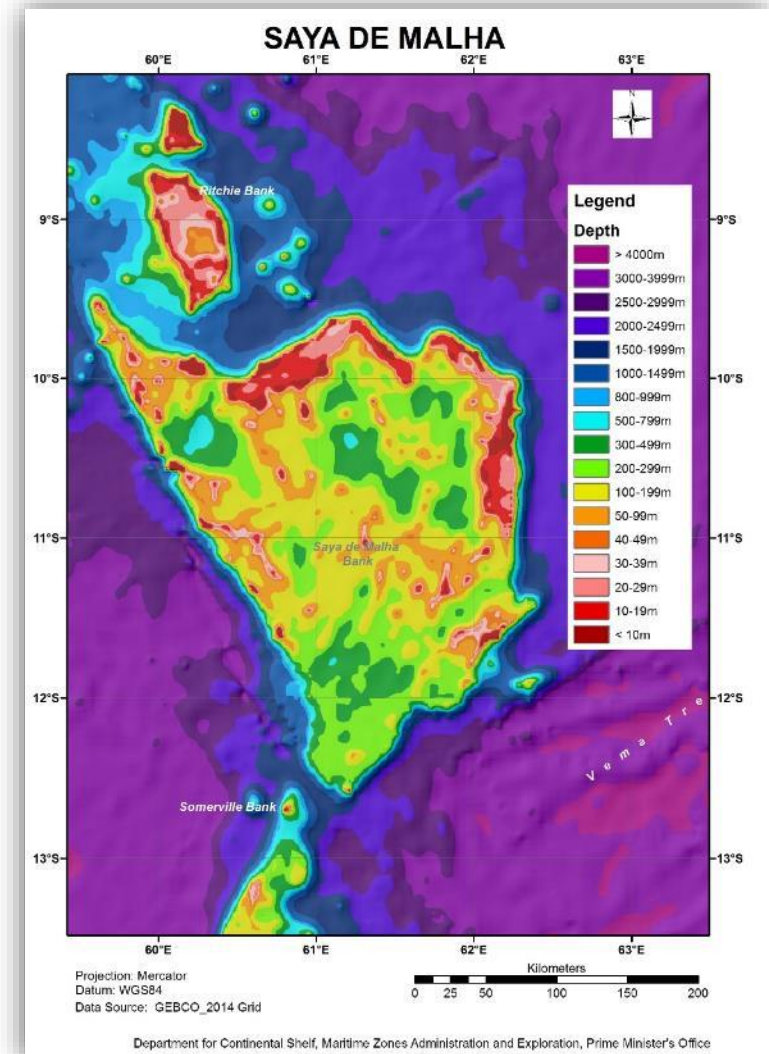 SAYA DE MALHA
60°E 61°E 62°E 63°E
N
Ritchie Bank
9°S 9°S
Legend
Depth
> 4000m
3000-3999m
2500-2999m
2000-2499m
1500-1999m
1000-1499m
800-999m
500-799m
300-499m
200-299m
100-199m
50-99m
40-49m
30-39m
20-29m
10-19m
< 10m
10°S 10°S
11°S 11°S
Saya de Malha
Bank
12°S 12°S
Vema Tre
Somerville Bank
13°S 13°S
60°E 61°E 62°E 63°E
Projection: Mercator
Datum: WGS84
Data Source: GEBCO_2014 Grid
Kilometers
0 25 50 100 150 200
Department for Continental Shelf, Maritime Zones Administration and Exploration, Prime Minister's Office